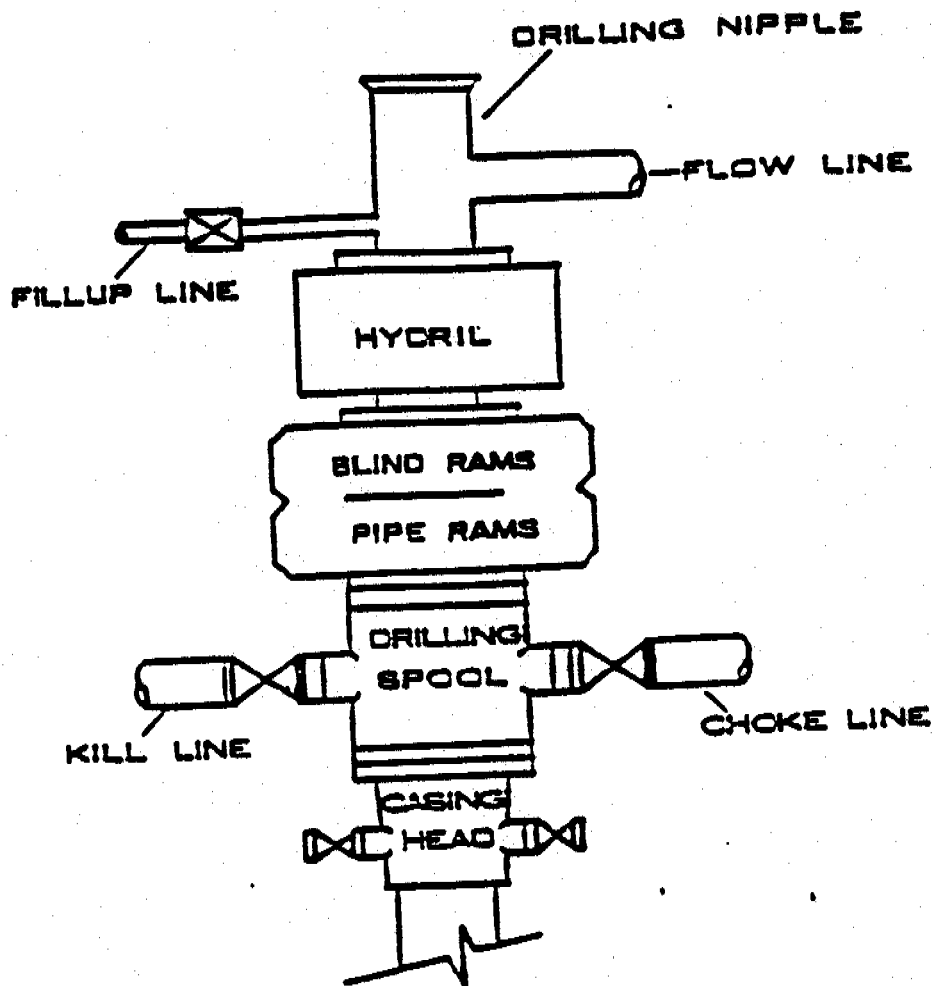 DRILLING NIPPLE
FLOW LINE
FILLUP LINE
HYDRIL
BLIND RAMS
PIPE RAMS
DRILLING
SPOOL
KILL LINE
CHOKE LINE
CASING
HEAD